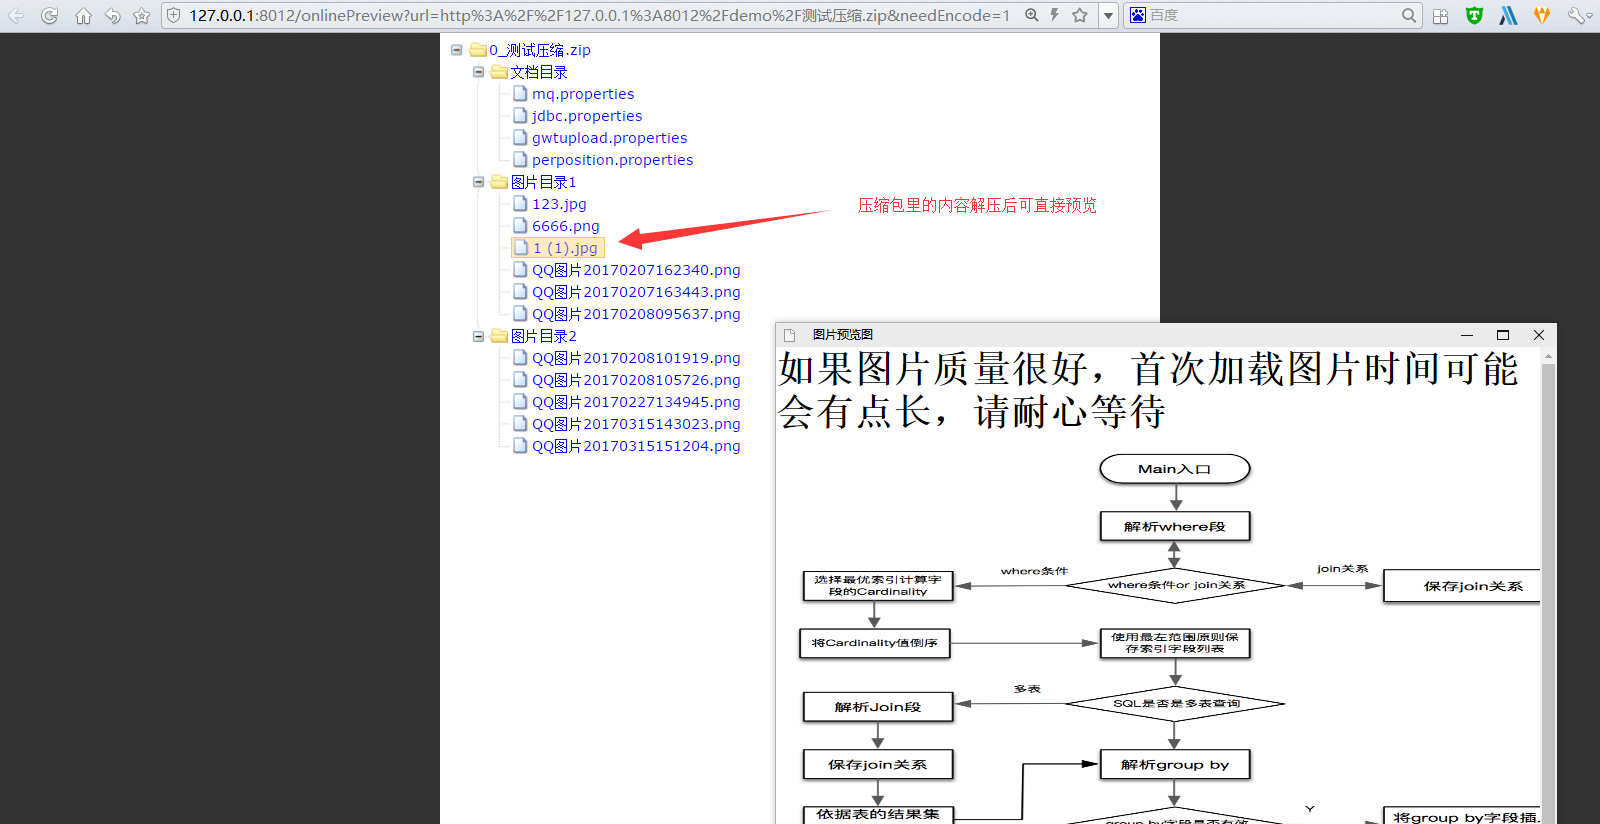 127.0.0.1:8012/onlinePreview?url=http%3A%2F%2F127.0.0.1%3A8012%2Fdemo%2F测试压缩.zip&needEncode=1
百度
0_测试压缩.zip
文档目录
mq.properties
jdbc.properties
gwtupload.properties
perposition.properties
图片目录1
123.jpg
压缩包里的内容解压后可直接预览
6666.png
1 (1).jpg
QQ图片20170207162340.png
QQ图片20170207163443.png
QQ图片20170208095637.png
图片目录2
QQ图片20170208101919.png
QQ图片20170208105726.png
QQ图片20170227134945.png
QQ图片20170315143023.png
QQ图片20170315151204.png
图片预览图
如果图片质量很好，首次加载图片时间可能
会有点长，请耐心等待
Main入口
解析where段
where条件
join关系
选择最优索引计算字
段的Cardinality
where条件or join关系
保存join关系
将Cardinality值倒序
使用最左范围原则保
存索引字段列表
多表
解析Join段
SQL是否是多表查询
保存join关系
解析group by
Y
依据表的结果集
group by字段是否有效
将group by字段插